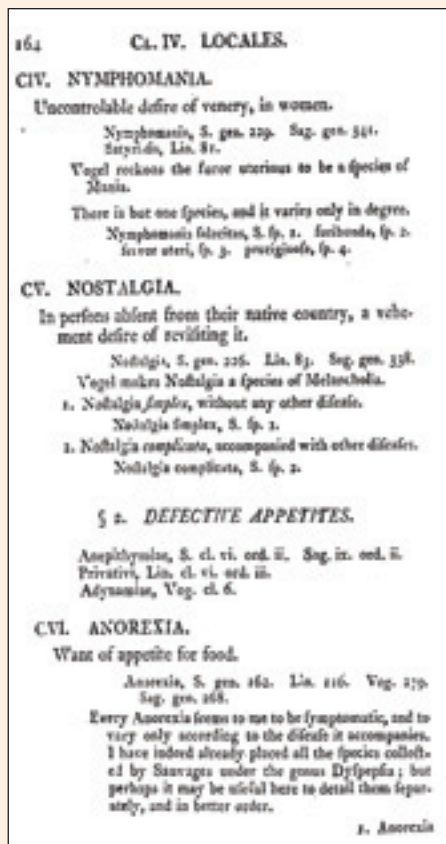 164 CL. IV. LOCALES.
CIV. NYMPHOMANIA.
Uncontrolable desire of venery, in women.
Nymphomania, S. gen. 229. Sag. gen. 341.
Satyriasis, Lin. 81.
Vogel reckons the furor uterinus to be a species of
Mania.
There is but one species, and it varies only in degree.
Nymphomania salacitas, S. sp. 1. furibunda, sp. 2.
fervor uteri, sp. 3. pruriginosa, sp. 4.
CV. NOSTALGIA.
In persons absent from their native country, a vehe-
ment desire of revisiting it.
Nostalgia, S. gen. 226. Lin. 83. Sag. gen. 338.
Vogel makes Nostalgia a species of Melancholia.
1. Nostalgia simplex, without any other disease.
Nostalgia simplex, S. sp. 1.
2. Nostalgia complicata, accompanied with other diseases.
Nostalgia complicata, S. sp. 2.
§ 2. DEFECTIVE APPETITES.
Anepithymiae, S. cl. vi. ord. ii. Sag. ix. ord. ii.
Privativi, Lin. cl. vi. ord. iii.
Adynamiae, Vog. cl. 6.
CVI. ANOREXIA.
Want of appetite for food.
Anorexia, S. gen. 162. Lin. 116. Vog. 279.
Sag. gen. 268.
Every Anorexia seems to me to be symptomatic, and to
vary only according to the disease it accompanies.
I have indeed already placed all the species collect-
ed by Sauvages under the genus Dyspepsia; but
perhaps it may be useful here to detail them separ-
ately, and in better order.
1. Anorexia